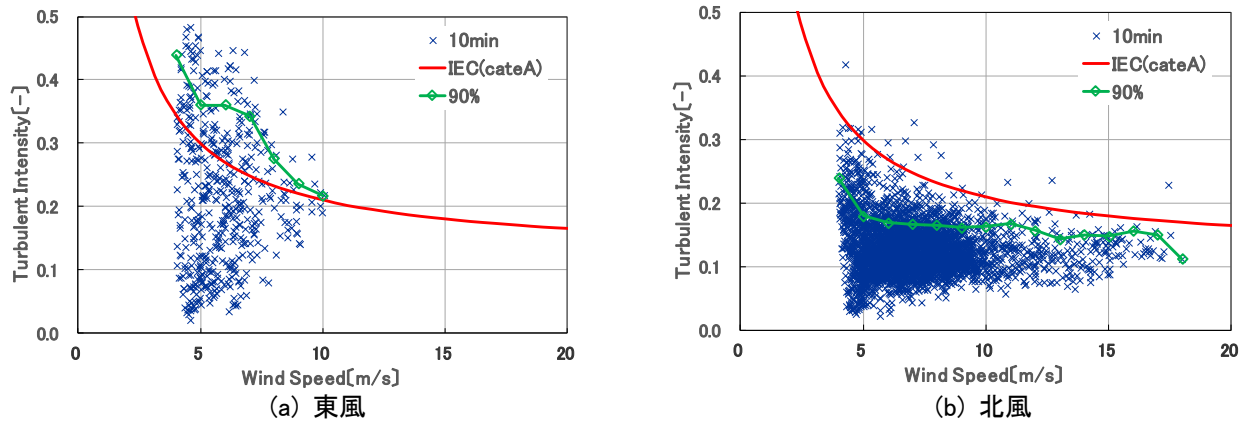 0.5
0.4
0.3
0.2
0.1
0.0
0
5
10
15
20
Turbulent Intensity[-]
Wind Speed[m/s]
10min
IEC(cateA)
90%
(a) 東風
0.5
0.4
0.3
0.2
0.1
0.0
0
5
10
15
20
Turbulent Intensity[-]
Wind Speed[m/s]
10min
IEC(cateA)
90%
(b) 北風